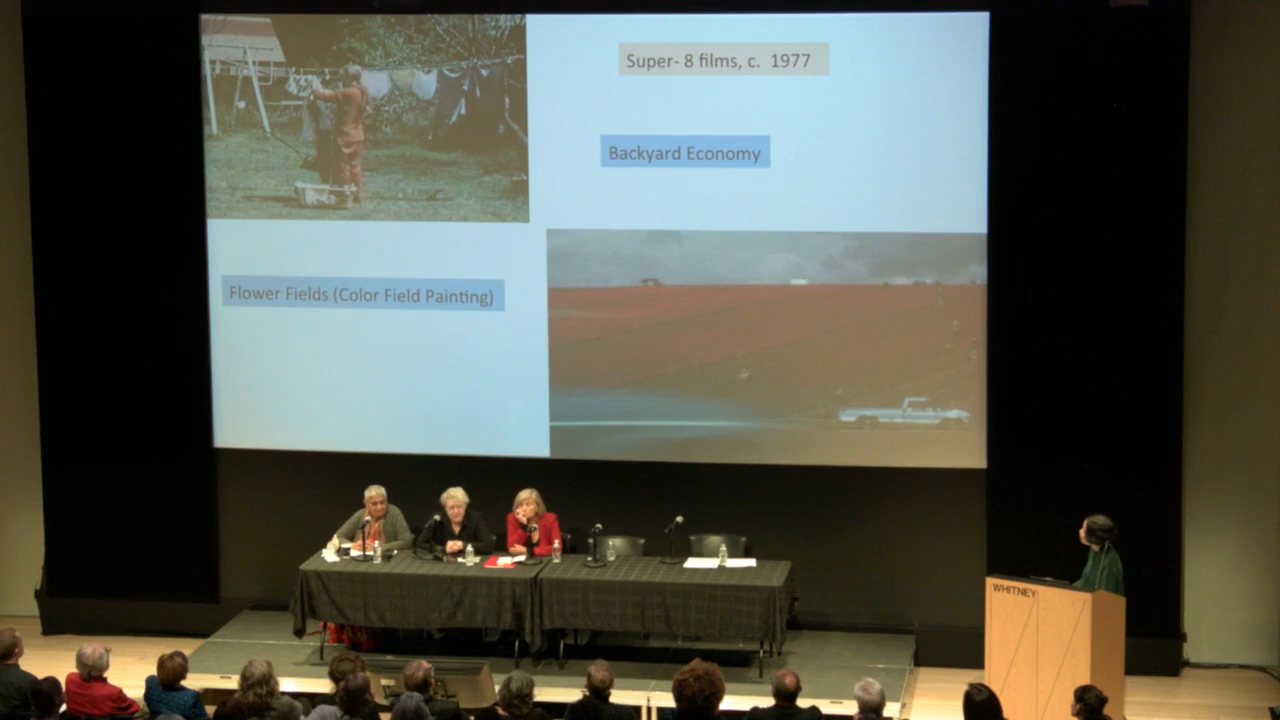 Super- 8 films, c. 1977
Backyard Economy
Flower Fields (Color Field Painting)
WHITNEY